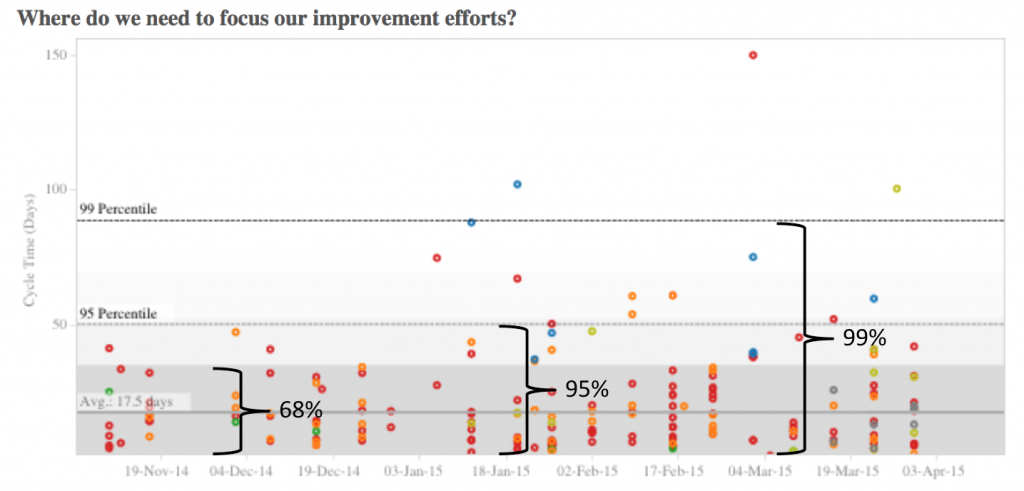 Where do we need to focus our improvement efforts?
150
100
99 Percentile
Cycle Time (Days)
95 Percentile
50
99%
95%
Avg.: 17.5 days
68%
19-Nov-14 04-Dec-14 19-Dec-14 03-Jan-15 18-Jan-15 02-Feb-15 17-Feb-15 04-Mar-15 19-Mar-15 03-Apr-15